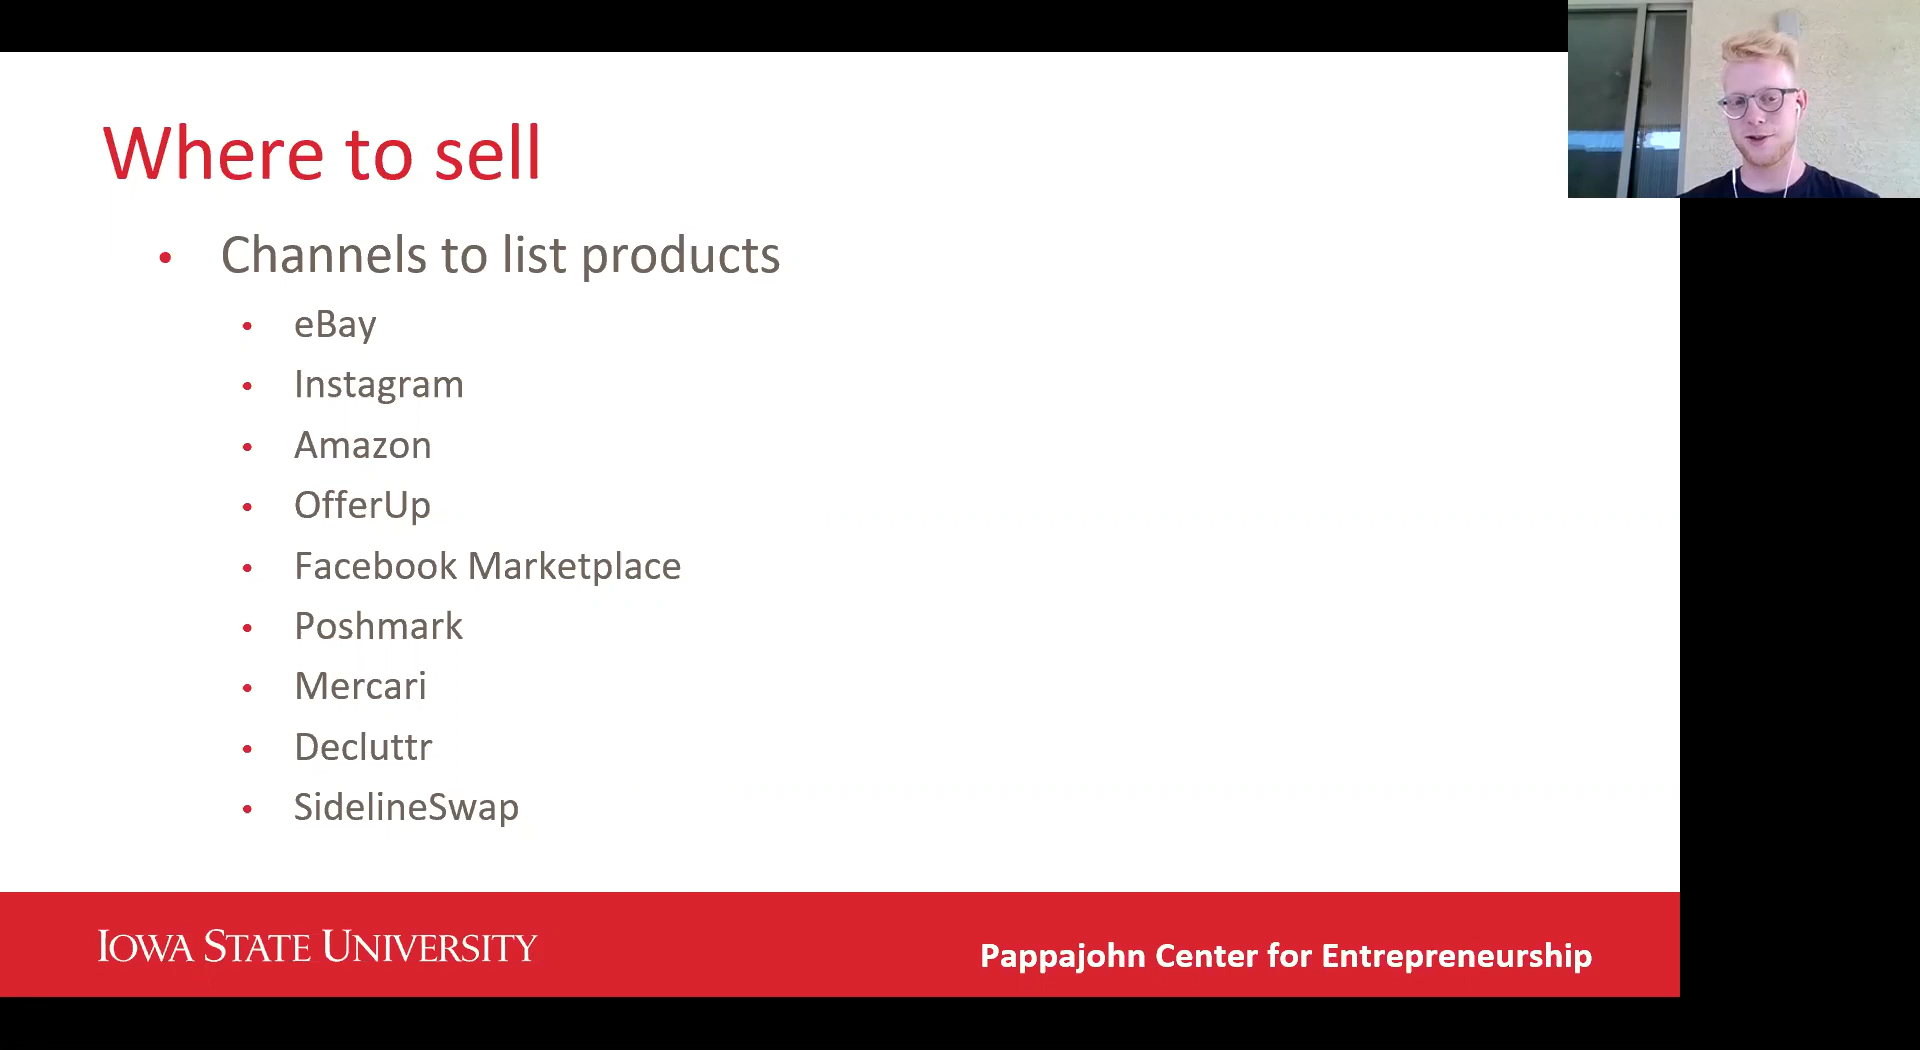 Where to sell
• Channels to list products
• eBay
• Instagram
• Amazon
• OfferUp
• Facebook Marketplace
• Poshmark
• Mercari
• Decluttr
• SidelineSwap
IOWA STATE UNIVERSITY
Pappajohn Center for Entrepreneurship